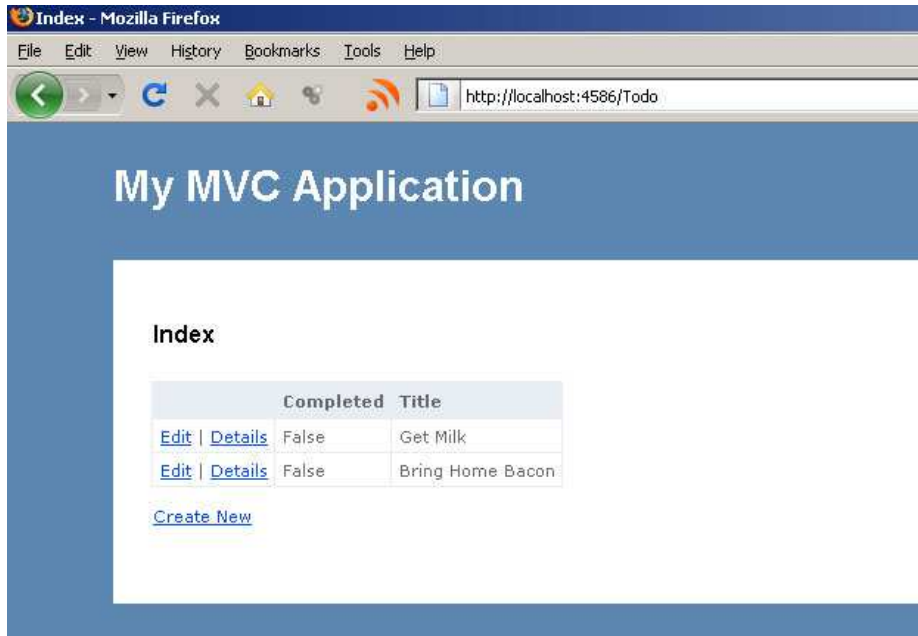 Index - Mozilla Firefox
File Edit View History Bookmarks Tools Help
http://localhost:4586/Todo
My MVC Application
Index
Completed Title
Edit | Details False Get Milk
Edit | Details False Bring Home Bacon
Create New